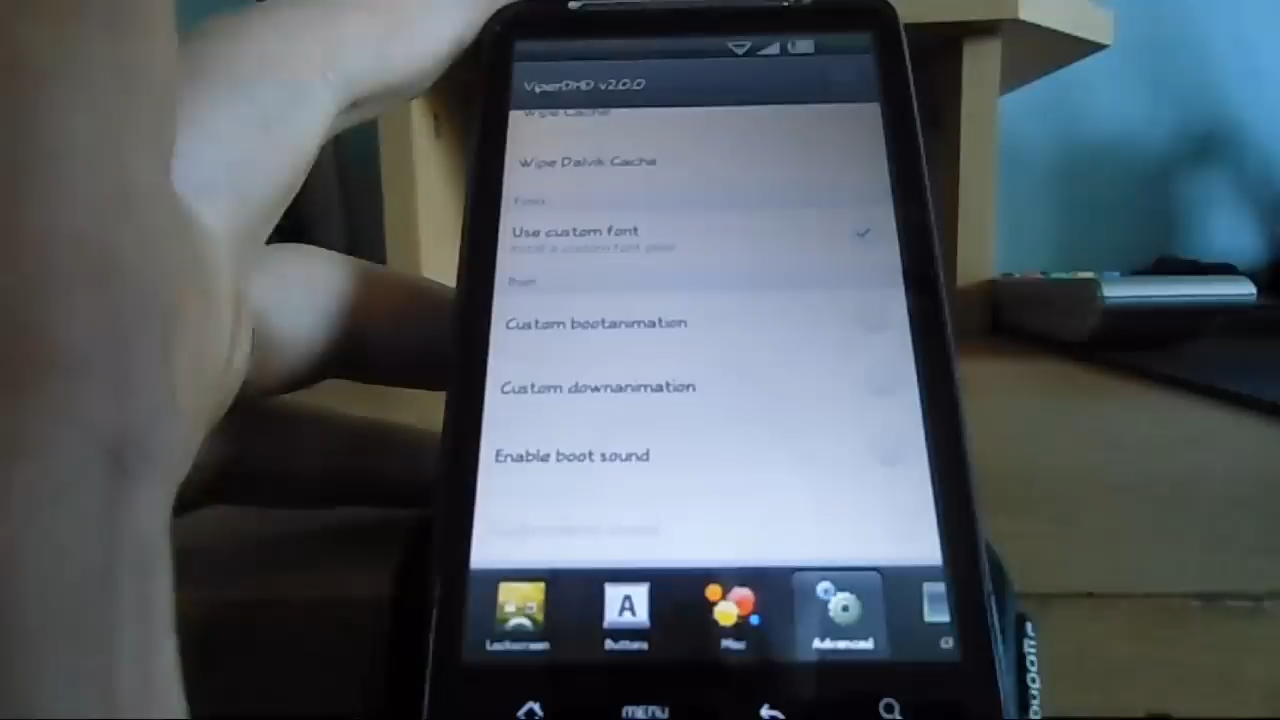 ViperDHD v2.0.0
Wipe Cache
Wipe Dalvik Cache
Fonts
Use custom font
Install a custom font
Boot
Custom bootanimation
Custom downanimation
Enable boot sound
Lockscreen
Buttons
Misc
Advanced
MENU